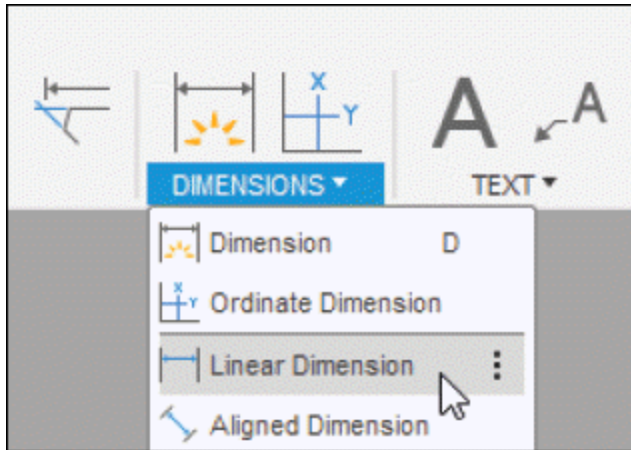 X
Y
A
A
DIMENSIONS
TEXT
Dimension D
X
Y
Ordinate Dimension
Linear Dimension
Aligned Dimension